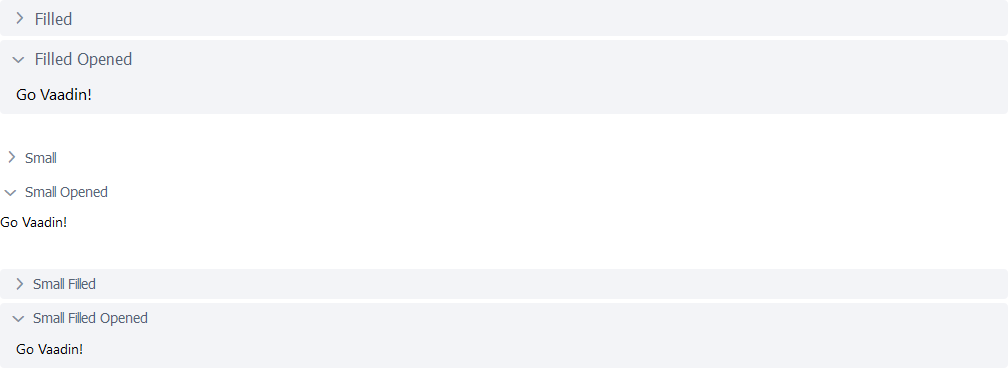 Filled
Filled Opened
Go Vaadin!
Small
Small Opened
Go Vaadin!
Small Filled
Small Filled Opened
Go Vaadin!